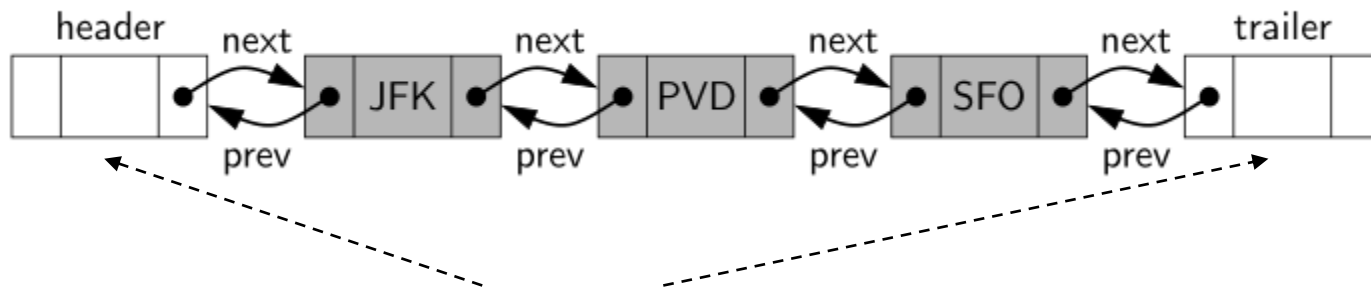 header trailer
next next next next
JFK PVD SFO
prev prev prev prev